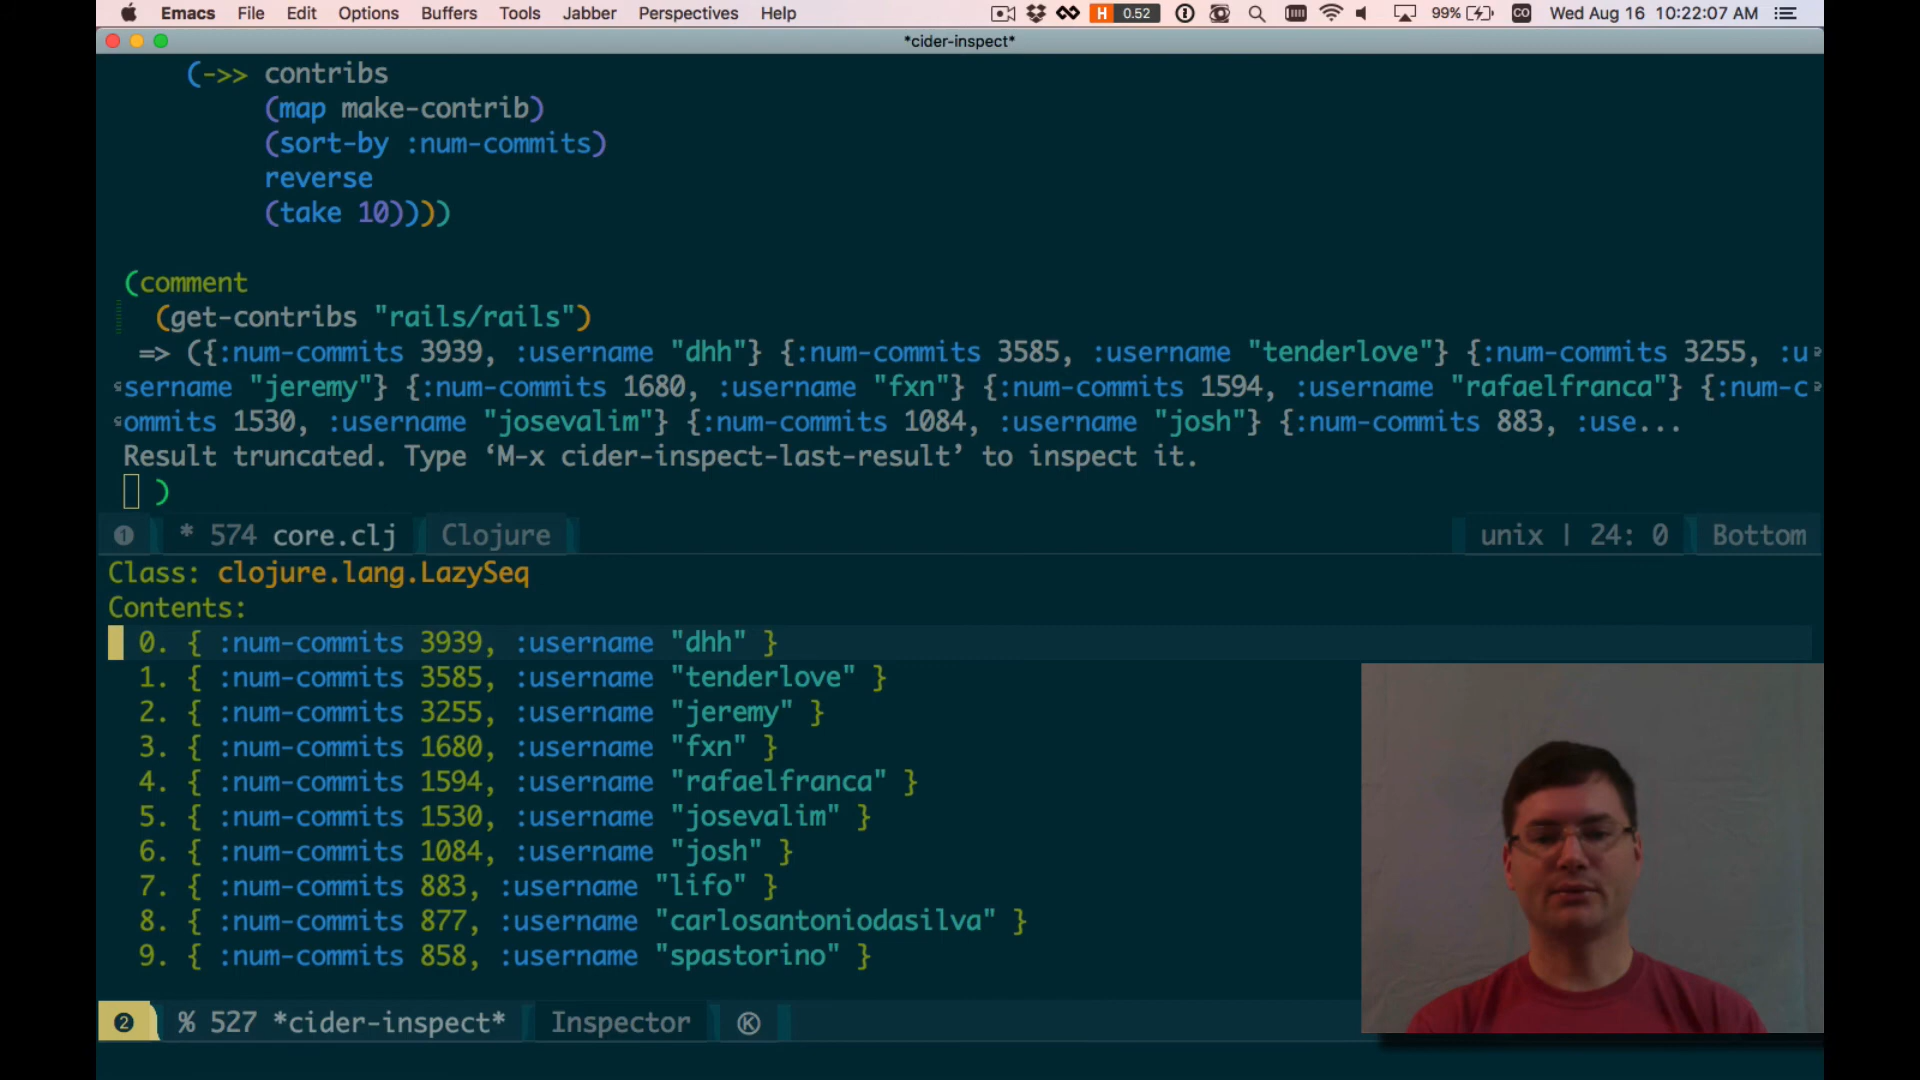 Emacs File Edit Options Buffers Tools Jabber Perspectives Help H 0.52 99% CO Wed Aug 16 10:22:07 AM
*cider-inspect*
(->> contribs
(map make-contrib)
(sort-by :num-commits)
reverse
(take 10))))
(comment
(get-contribs "rails/rails")
=> ({:num-commits 3939, :username "dhh"} {:num-commits 3585, :username "tenderlove"} {:num-commits 3255, :u
sername "jeremy"} {:num-commits 1680, :username "fxn"} {:num-commits 1594, :username "rafaelfranca"} {:num-c
ommits 1530, :username "josevalim"} {:num-commits 1084, :username "josh"} {:num-commits 883, :use...
Result truncated. Type ‘M-x cider-inspect-last-result’ to inspect it.
)
1 * 574 core.clj Clojure unix | 24: 0 Bottom
Class: clojure.lang.LazySeq
Contents:
0. { :num-commits 3939, :username "dhh" }
1. { :num-commits 3585, :username "tenderlove" }
2. { :num-commits 3255, :username "jeremy" }
3. { :num-commits 1680, :username "fxn" }
4. { :num-commits 1594, :username "rafaelfranca" }
5. { :num-commits 1530, :username "josevalim" }
6. { :num-commits 1084, :username "josh" }
7. { :num-commits 883, :username "lifo" }
8. { :num-commits 877, :username "carlosantoniodasilva" }
9. { :num-commits 858, :username "spastorino" }
2 % 527 *cider-inspect* Inspector K